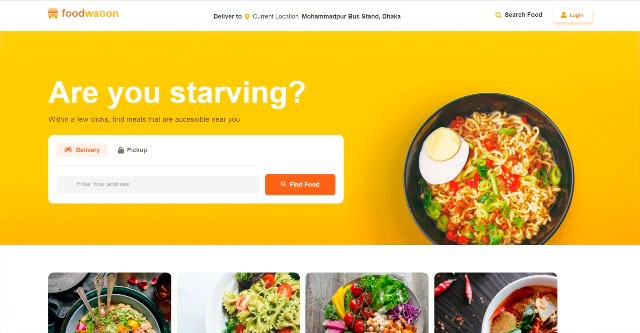 foodwagon
Deliver to Current Location Mohammadpur Bus Stand, Dhaka
Search Food
Login
Are you starving?
Within a few clicks, find meals that are accessible near you
Delivery
Pickup
Enter Your address
Find Food